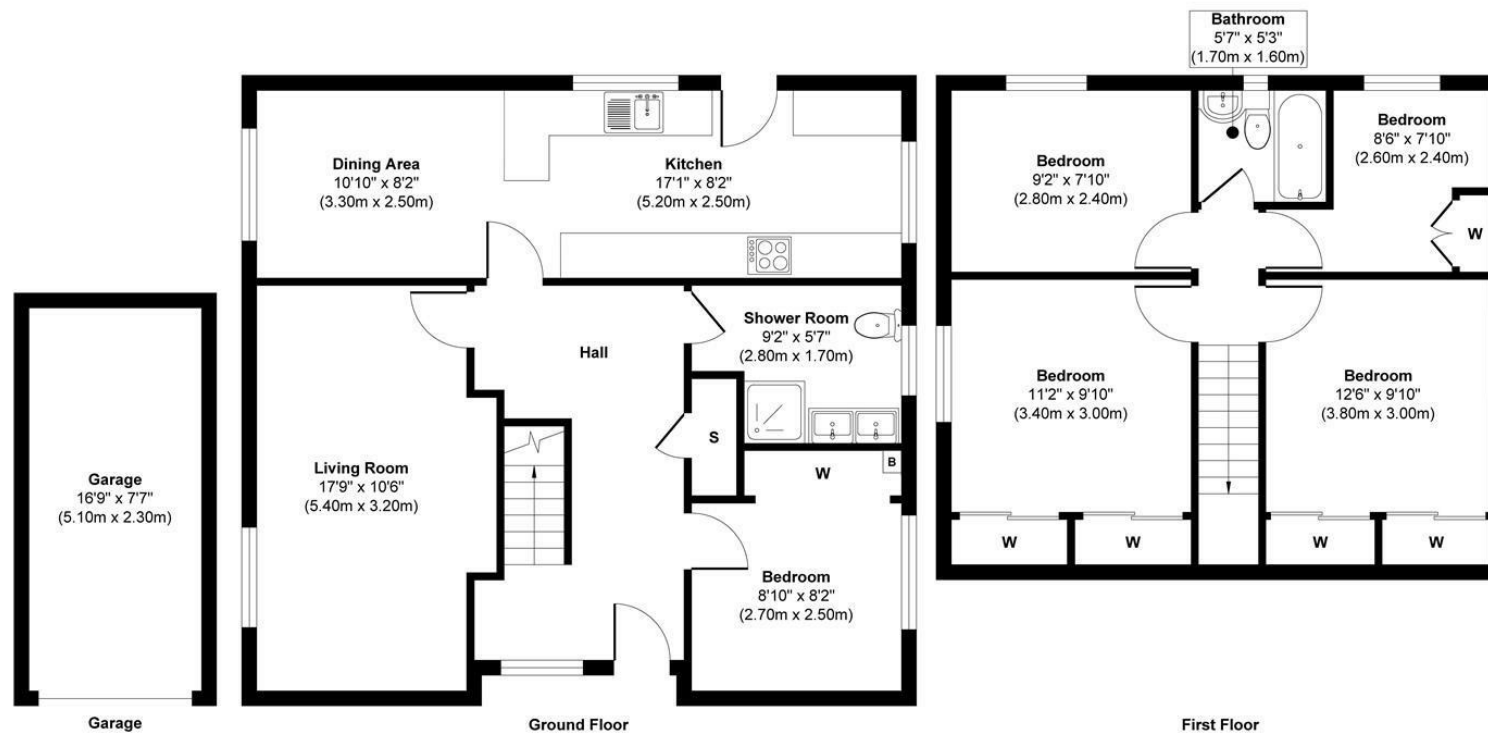 Bathroom
5'7" x 5'3"
(1.70m x 1.60m)
Dining Area
10'10" x 8'2"
(3.30m x 2.50m)
Kitchen
17'1" x 8'2"
(5.20m x 2.50m)
Bedroom
9'2" x 7'10"
(2.80m x 2.40m)
Bedroom
8'6" x 7'10"
(2.60m x 2.40m)
W
Hall
Shower Room
9'2" x 5'7"
(2.80m x 1.70m)
S
W
B
Living Room
17'9" x 10'6"
(5.40m x 3.20m)
Bedroom
8'10" x 8'2"
(2.70m x 2.50m)
Bedroom
11'2" x 9'10"
(3.40m x 3.00m)
Bedroom
12'6" x 9'10"
(3.80m x 3.00m)
W
W
W
W
Garage
16'9" x 7'7"
(5.10m x 2.30m)
Garage
Ground Floor
First Floor